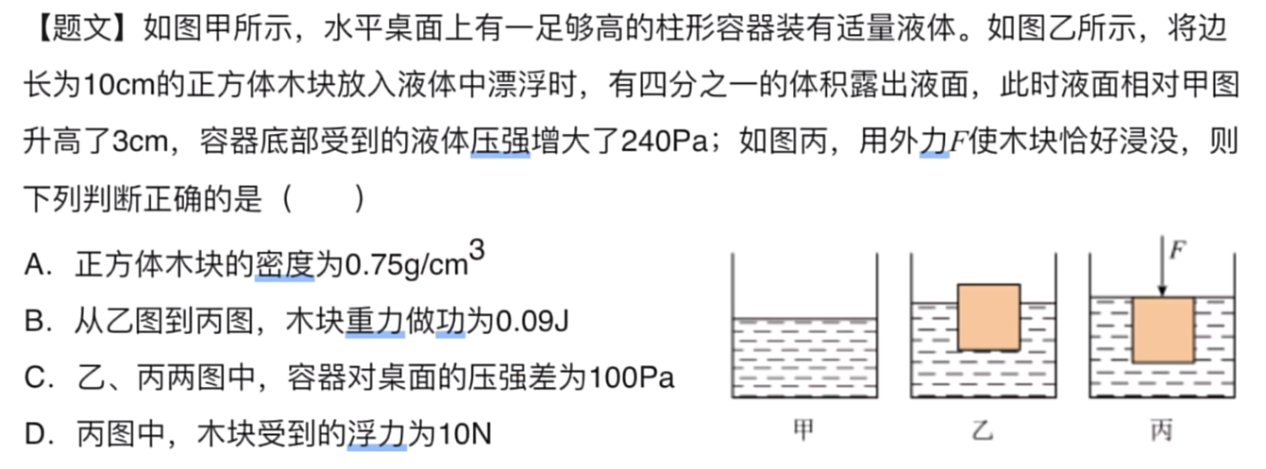 【题文】如图甲所示，水平桌面上有一足够高的柱形容器装有适量液体。如图乙所示，将边
长为10cm的正方体木块放入液体中漂浮时，有四分之一的体积露出液面，此时液面相对甲图
升高了3cm，容器底部受到的液体压强增大了240Pa；如图丙，用外力F使木块恰好浸没，则
下列判断正确的是（　　）
A．正方体木块的密度为0.75g/cm³
B．从乙图到丙图，木块重力做功为0.09J
C．乙、丙两图中，容器对桌面的压强差为100Pa
D．丙图中，木块受到的浮力为10N
F
甲
乙
丙